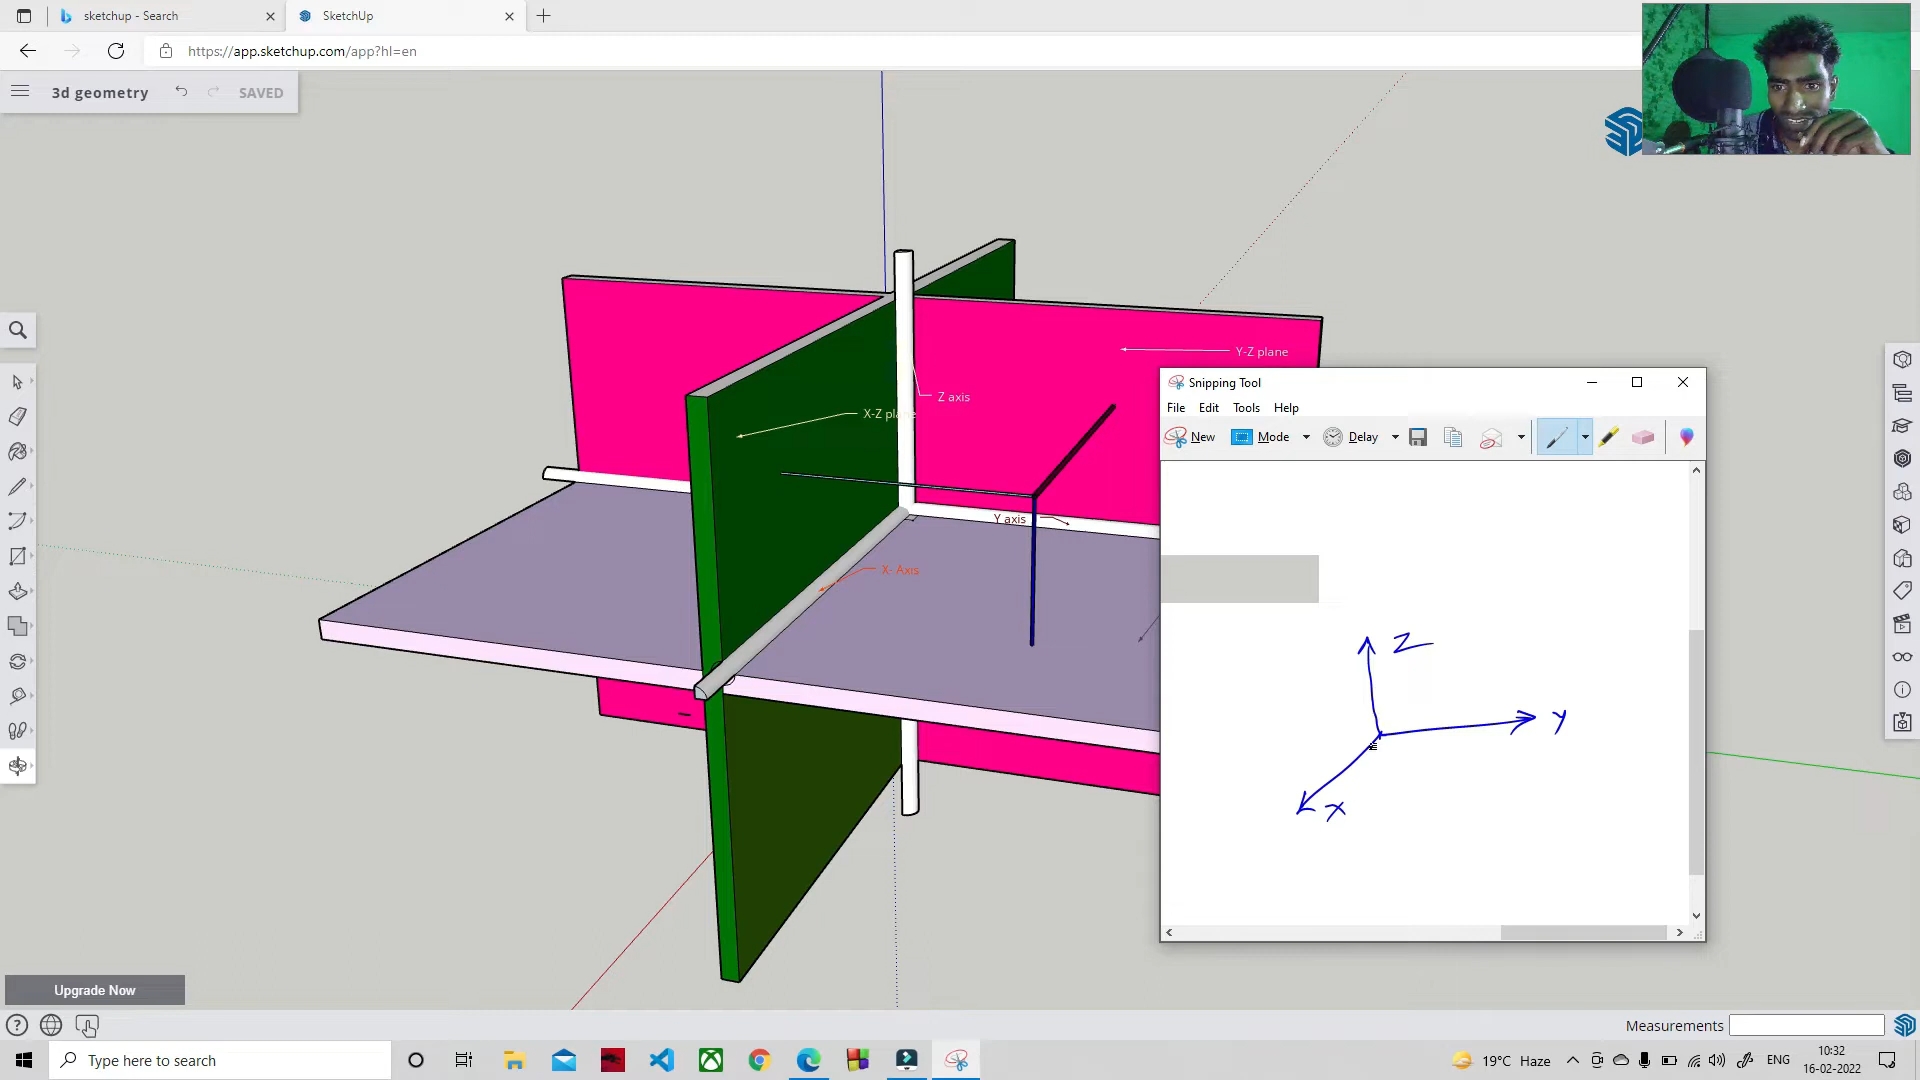 sketchup - Search
SketchUp
https://app.sketchup.com/app?hl=en
3d geometry
SAVED
Y-Z plane
Z axis
X-Z plane
Y axis
X- Axis
Snipping Tool
File Edit Tools Help
New Mode Delay
Z
Y
X
Upgrade Now
Measurements
Type here to search
19°C Haze
ENG
10:32
16-02-2022